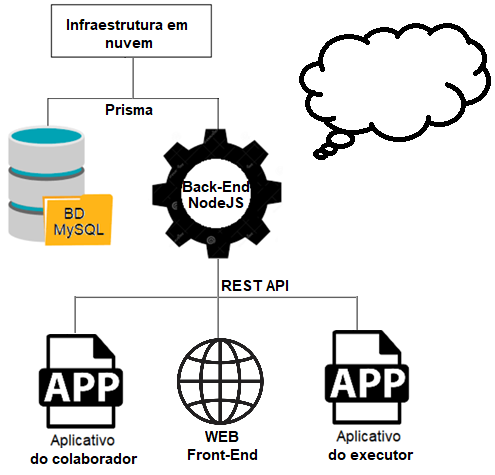 Infraestrutura em
nuvem
Prisma
BD
MySQL
Back-End
NodeJS
REST API
APP
Aplicativo
do colaborador
WEB
Front-End
APP
Aplicativo
do executor